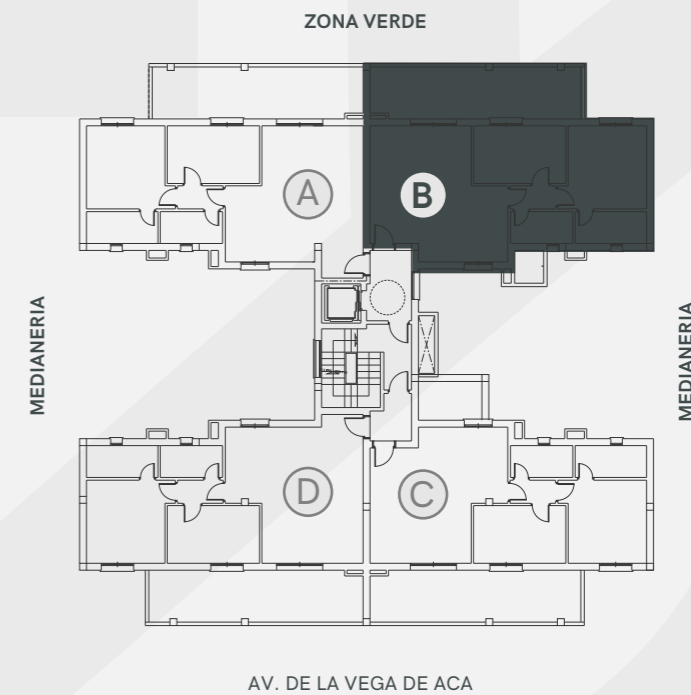 ZONA VERDE
A
B
MEDIANERIA
MEDIANERIA
D
C
AV. DE LA VEGA DE ACA